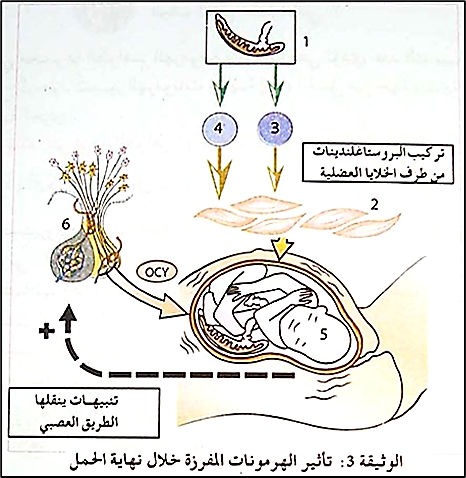 1
4
3
تركيب البروستاغلندينات
من طرف الخلايا العضلية
2
6
OCY
5
+
تنبيهات ينقلها
الطريق العصبي
الوثيقة 3: تأثير الهرمونات المفرزة خلال نهاية الحمل